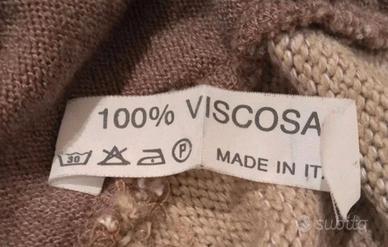 100% VISCOSA
30 P MADE IN IT
subito